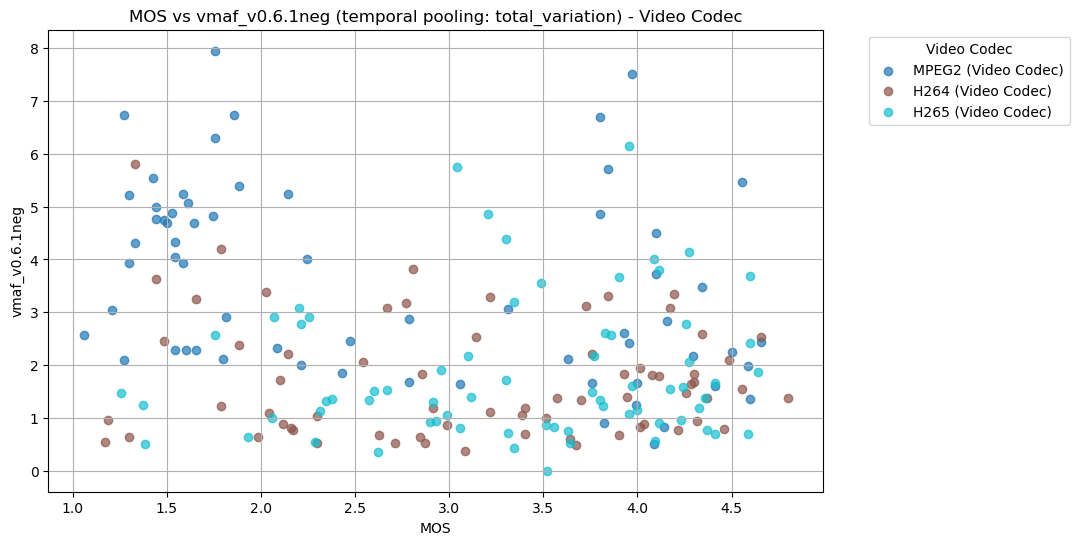 MOS vs vmaf_v0.6.1neg (temporal pooling: total_variation) - Video Codec
Video Codec
MPEG2 (Video Codec)
H264 (Video Codec)
H265 (Video Codec)
vmaf_v0.6.1neg
8
7
6
5
4
3
2
1
0
1.0 1.5 2.0 2.5 3.0 3.5 4.0 4.5
MOS